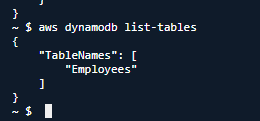 }
~ $ aws dynamodb list-tables
{
    "TableNames": [
        "Employees"
    ]
}
~ $